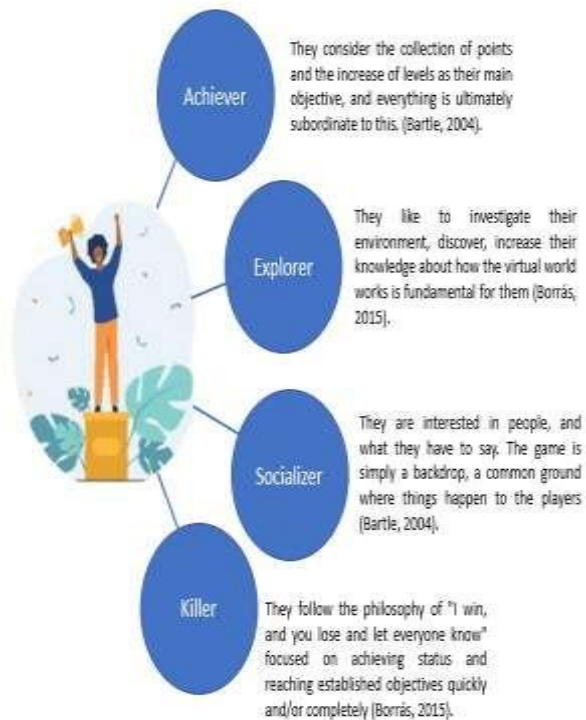 Achiever
They consider the collection of points
and the increase of levels as their main
objective, and everything is ultimately
subordinate to this. (Bartle, 2004).
Explorer
They like to investigate their
environment, discover, increase their
knowledge about how the virtual world
works is fundamental for them (Borrás,
2015).
Socializer
They are interested in people, and
what they have to say. The game is
simply a backdrop, a common ground
where things happen to the players
(Bartle, 2004).
Killer
They follow the philosophy of "I win,
and you lose and let everyone know"
focused on achieving status and
reaching established objectives quickly
and/or completely (Borrás, 2015).